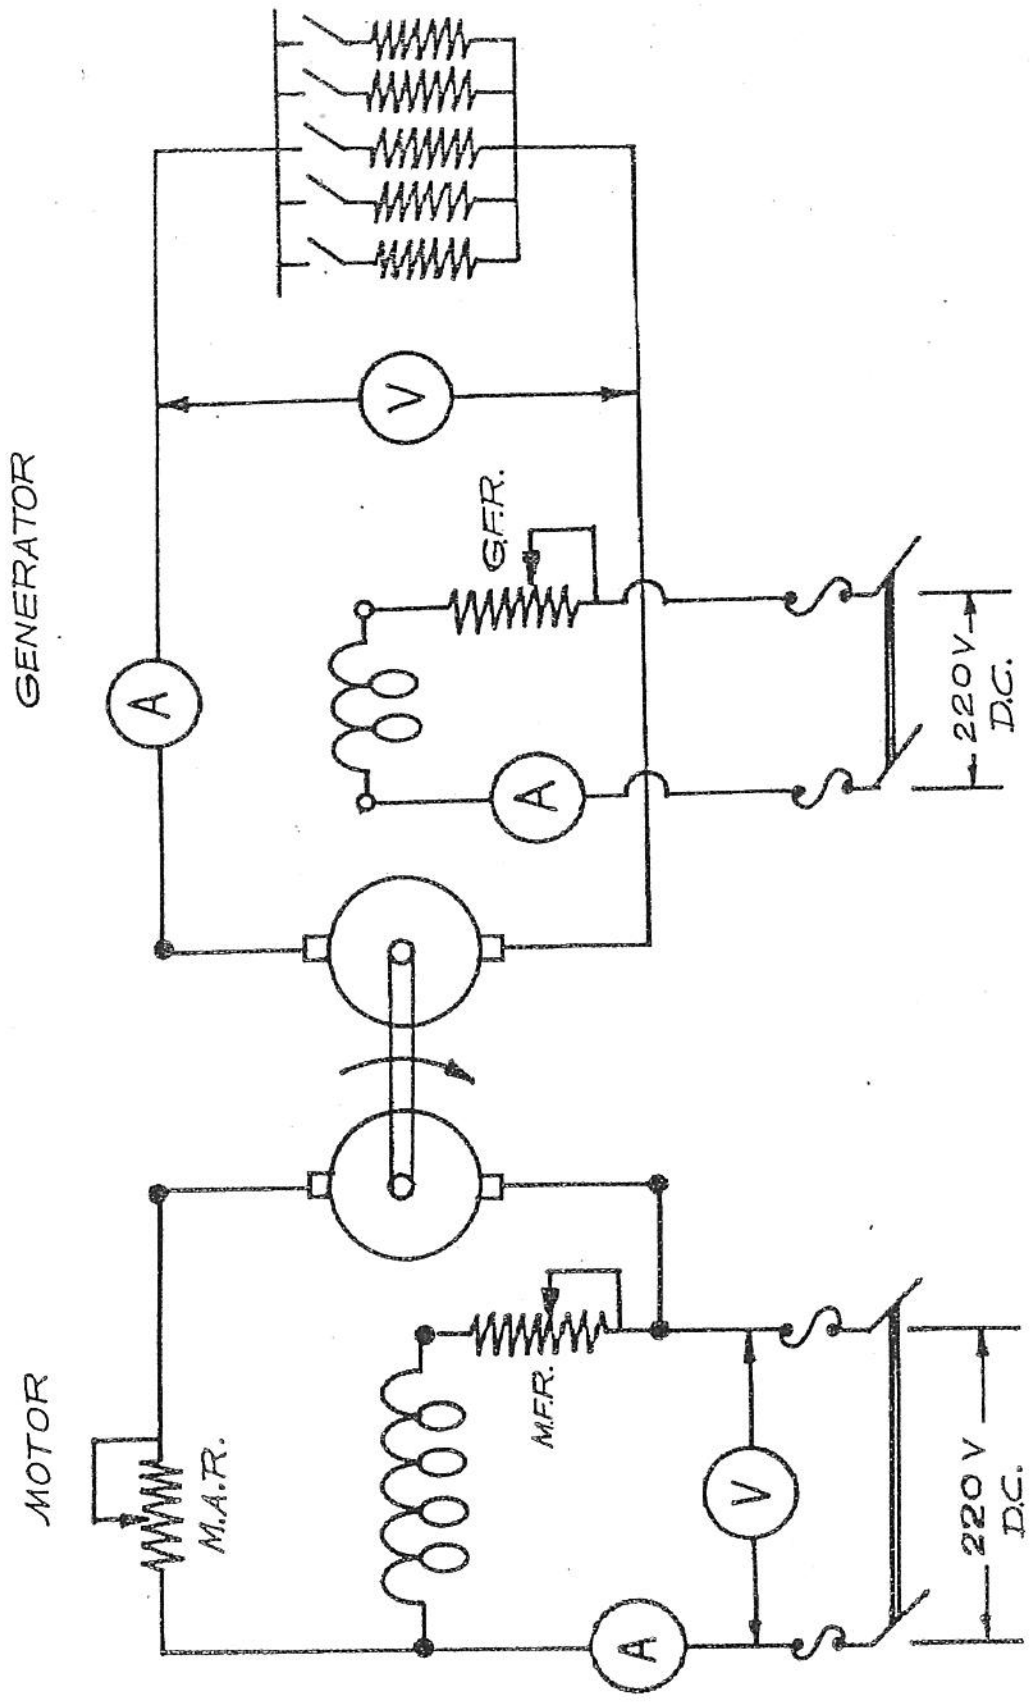 MOTOR
GENERATOR
M.A.R.
A
V
M.F.R.
G.F.R.
V
A
A
220 V
D.C.
220 V
D.C.